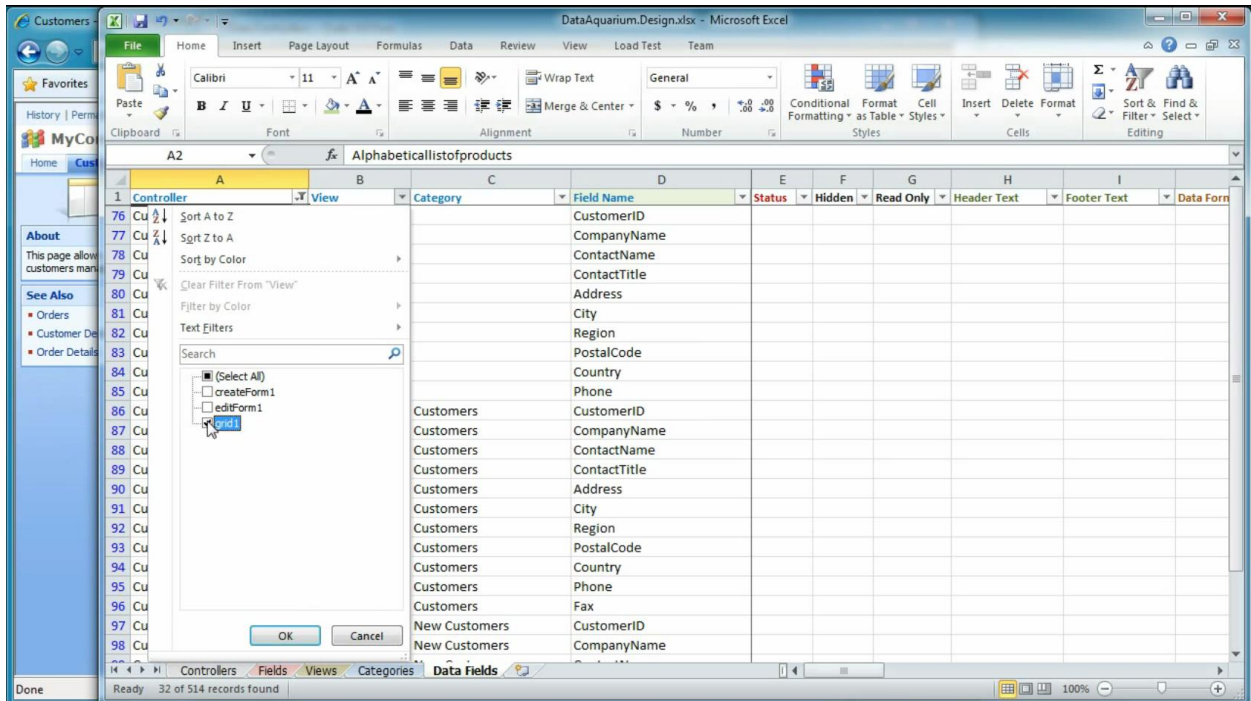 Customers -
DataAquarium.Design.xlsx - Microsoft Excel
File Home Insert Page Layout Formulas Data Review View Load Test Team
Favorites
History | Perm
MyCo
Home Cust
About
This page allow
customers man
See Also
Orders
Customer De
Order Details
Done
Paste
Clipboard
Calibri 11 A A
B I U A
Font
Wrap Text
Merge & Center
Alignment
General
$ % , .0 .00 .00 .0
Number
Conditional Formatting
Format as Table
Cell Styles
Styles
Insert Delete Format
Cells
Σ
Sort & Filter
Find & Select
Editing
A2 fx Alphabeticallistofproducts
A B C D E F G H I
1 Controller View Category Field Name Status Hidden Read Only Header Text Footer Text Data Form
76 Cu CustomerID
77 Cu CompanyName
78 Cu ContactName
79 Cu ContactTitle
80 Cu Address
81 Cu City
82 Cu Region
83 Cu PostalCode
84 Cu Country
85 Cu Phone
86 Cu Customers CustomerID
87 Cu Customers CompanyName
88 Cu Customers ContactName
89 Cu Customers ContactTitle
90 Cu Customers Address
91 Cu Customers City
92 Cu Customers Region
93 Cu Customers PostalCode
94 Cu Customers Country
95 Cu Customers Phone
96 Cu Customers Fax
97 Cu New Customers CustomerID
98 Cu New Customers CompanyName
Sort A to Z
Sort Z to A
Sort by Color
Clear Filter From "View"
Filter by Color
Text Filters
Search
(Select All)
createForm1
editForm1
grid1
OK Cancel
Controllers Fields Views Categories Data Fields
Ready 32 of 514 records found 100%